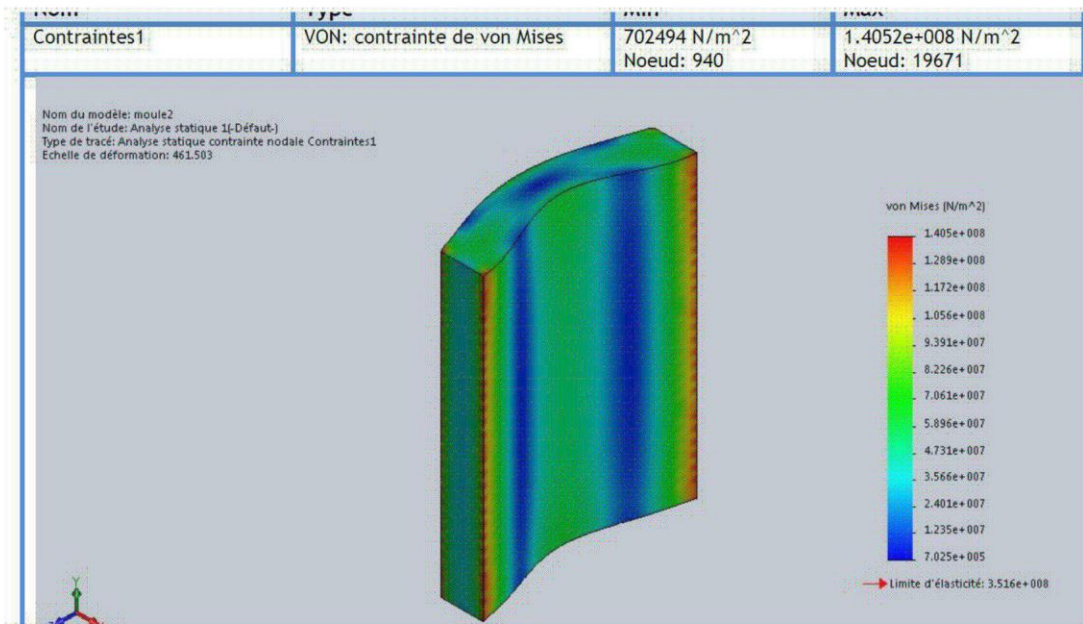 Nom Type Min Max
Contraintes1 VON: contrainte de von Mises 702494 N/m^2 1.4052e+008 N/m^2
Noeud: 940 Noeud: 19671
Nom du modèle: moule2
Nom de l'étude: Analyse statique 1(-Défaut-)
Type de tracé: Analyse statique contrainte nodale Contraintes1
Echelle de déformation: 461.503
von Mises (N/m^2)
1.405e+008
1.289e+008
1.172e+008
1.056e+008
9.391e+007
8.226e+007
7.061e+007
5.896e+007
4.731e+007
3.566e+007
2.401e+007
1.235e+007
7.025e+005
Limite d'élasticité: 3.516e+008
Y